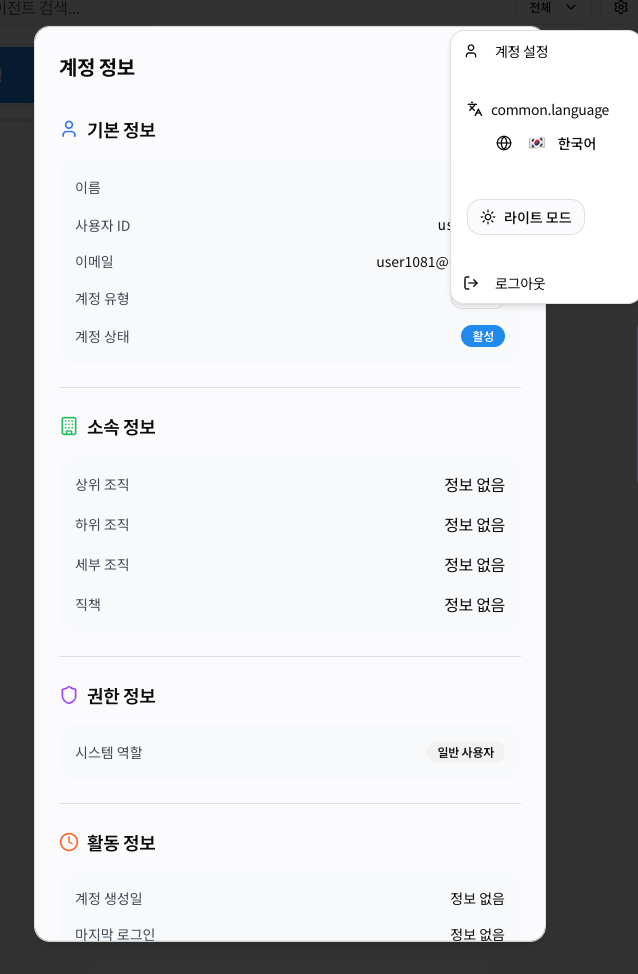 이전트 검색...
전체
계정 정보
계정 설정
common.language
🇰🇷 한국어
라이트 모드
로그아웃
기본 정보
이름
사용자 ID us
이메일 user1081@
계정 유형
계정 상태 활성
소속 정보
상위 조직 정보 없음
하위 조직 정보 없음
세부 조직 정보 없음
직책 정보 없음
권한 정보
시스템 역할 일반 사용자
활동 정보
계정 생성일 정보 없음
마지막 로그인 정보 없음